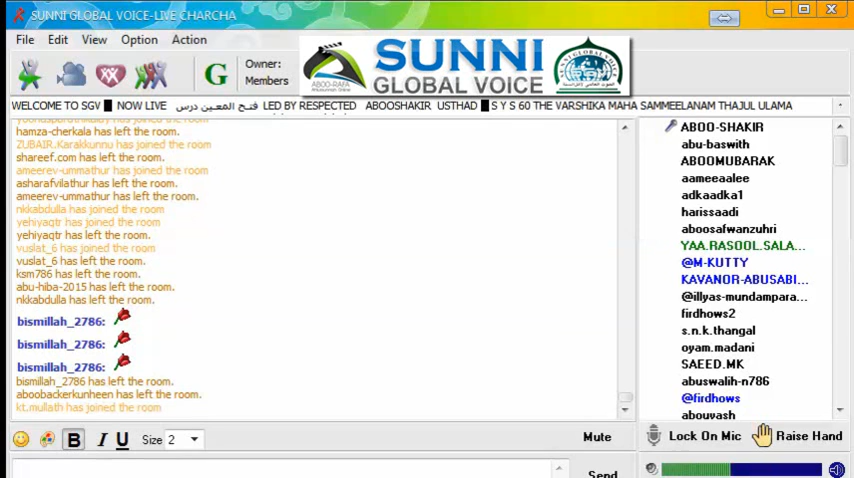 SUNNI GLOBAL VOICE-LIVE CHARCHA
File Edit View Option Action
Owner:
Members
ABOO-RAFA
SUNNI
GLOBAL VOICE
WELCOME TO SGV NOW LIVE فتح المعين درس LED BY RESPECTED ABOOSHAKIR USTHAD S Y S 60 THE VARSHIKA MAHA SAMMEELANAM THAJUL ULAMA
hamza-cherkala has left the room.
ZUBAIR.Karakkunnu has joined the room
shareef.com has left the room.
ameerev-ummathur has joined the room
asharafvilathur has left the room.
ameerev-ummathur has left the room.
nkkabdulla has joined the room
yehiyaqtr has joined the room
yehiyaqtr has left the room.
vuslat_6 has joined the room
vuslat_6 has left the room.
ksm786 has left the room.
abu-hiba-2015 has left the room.
nkkabdulla has left the room.
bismillah_2786:
bismillah_2786:
bismillah_2786:
bismillah_2786 has left the room.
aboobackerkunheen has left the room.
kt.mullath has joined the room
ABOO-SHAKIR
abu-baswith
ABOOMUBARAK
aameeaalee
adkaadka1
harissaadi
aboosafwanzuhri
YAA.RASOOL.SALA...
@M-KUTTY
KAVANOR-ABUSABI...
@illyas-mundampara...
firdhows2
s.n.k.thangal
oyam.madani
SAEED.MK
abuswalih-n786
@firdhows
abouyash
B I U Size 2 Mute
Lock On Mic Raise Hand
Send